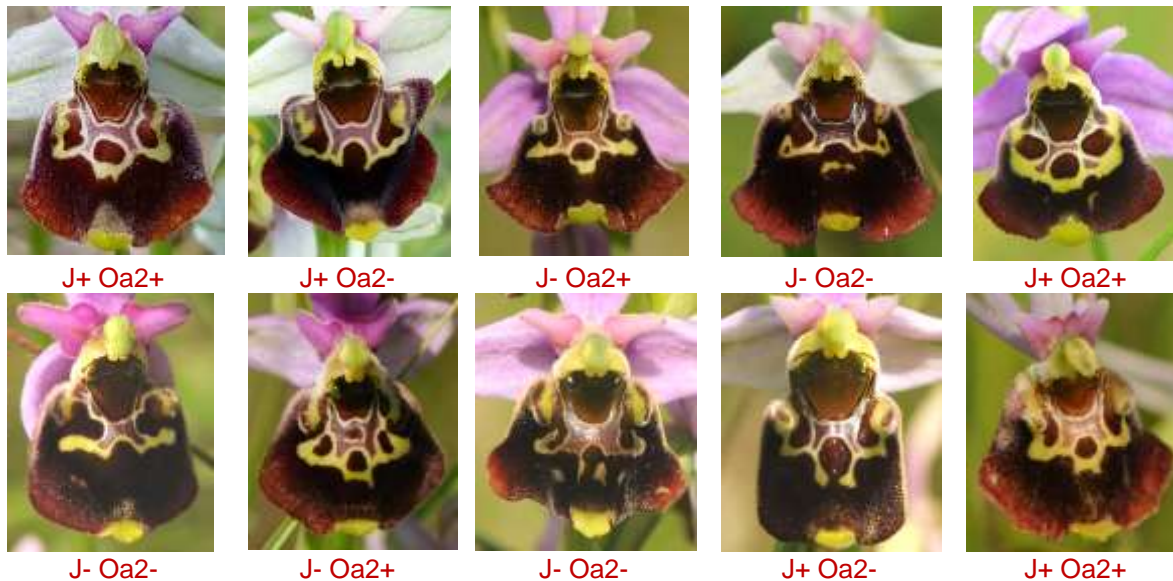 J+ Oa2+ J+ Oa2- J- Oa2+ J- Oa2- J+ Oa2+
J- Oa2- J- Oa2+ J- Oa2- J+ Oa2- J+ Oa2+